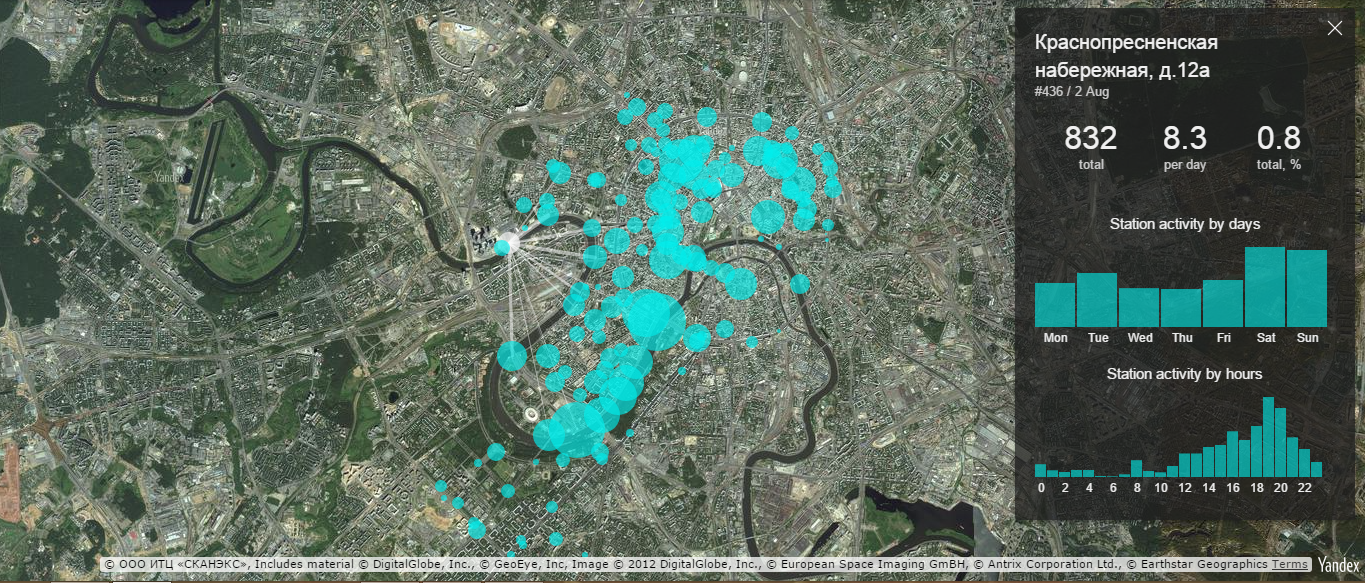 Краснопресненская
набережная, д.12а
#436 / 2 Aug
832 8.3 0.8
total per day total, %
Station activity by days
Mon Tue Wed Thu Fri Sat Sun
Station activity by hours
0 2 4 6 8 10 12 14 16 18 20 22
Yandex
© ООО ИТЦ «СКАНЭКС», Includes material © DigitalGlobe, Inc., © GeoEye, Inc, Image © 2012 DigitalGlobe, Inc., © European Space Imaging GmBH, © Antrix Corporation Ltd., © Earthstar Geographics Terms
Yandex